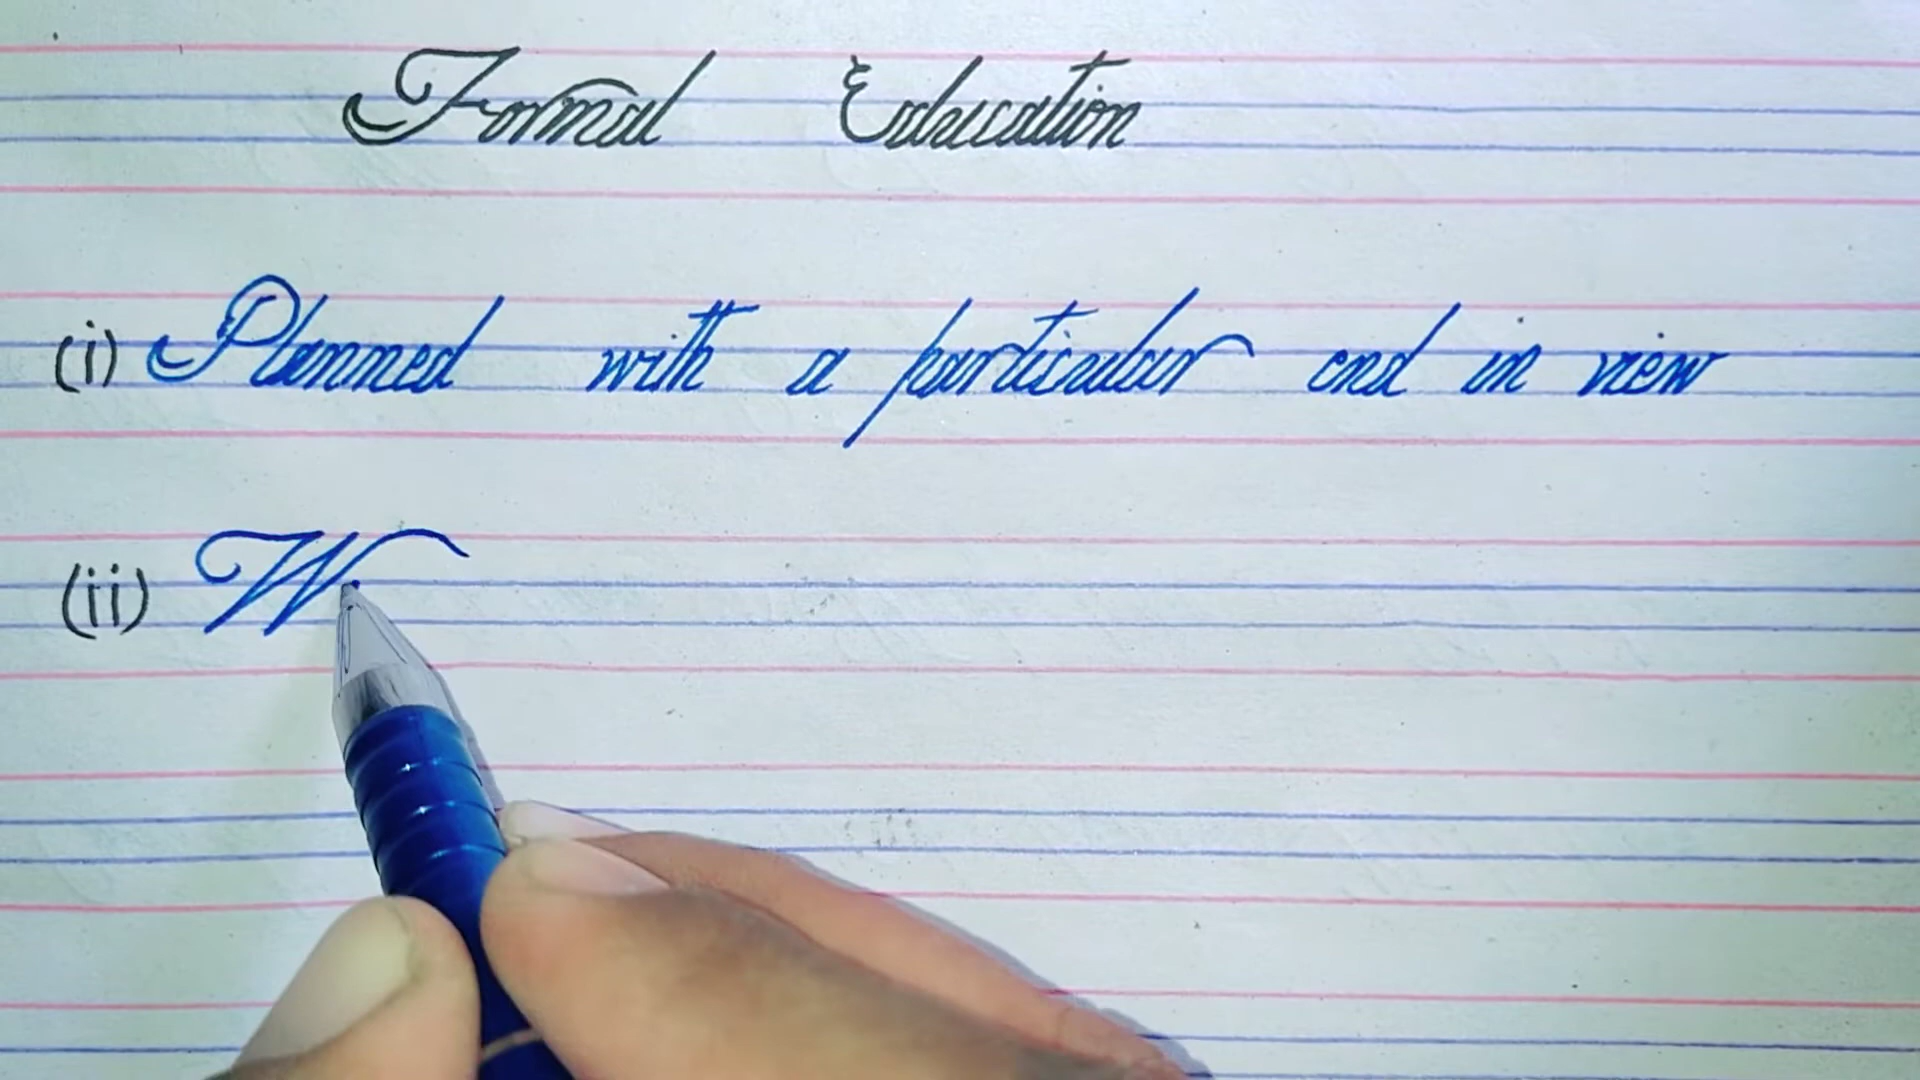 Formal Education
(i) Planned with a particular end in view
(ii) W